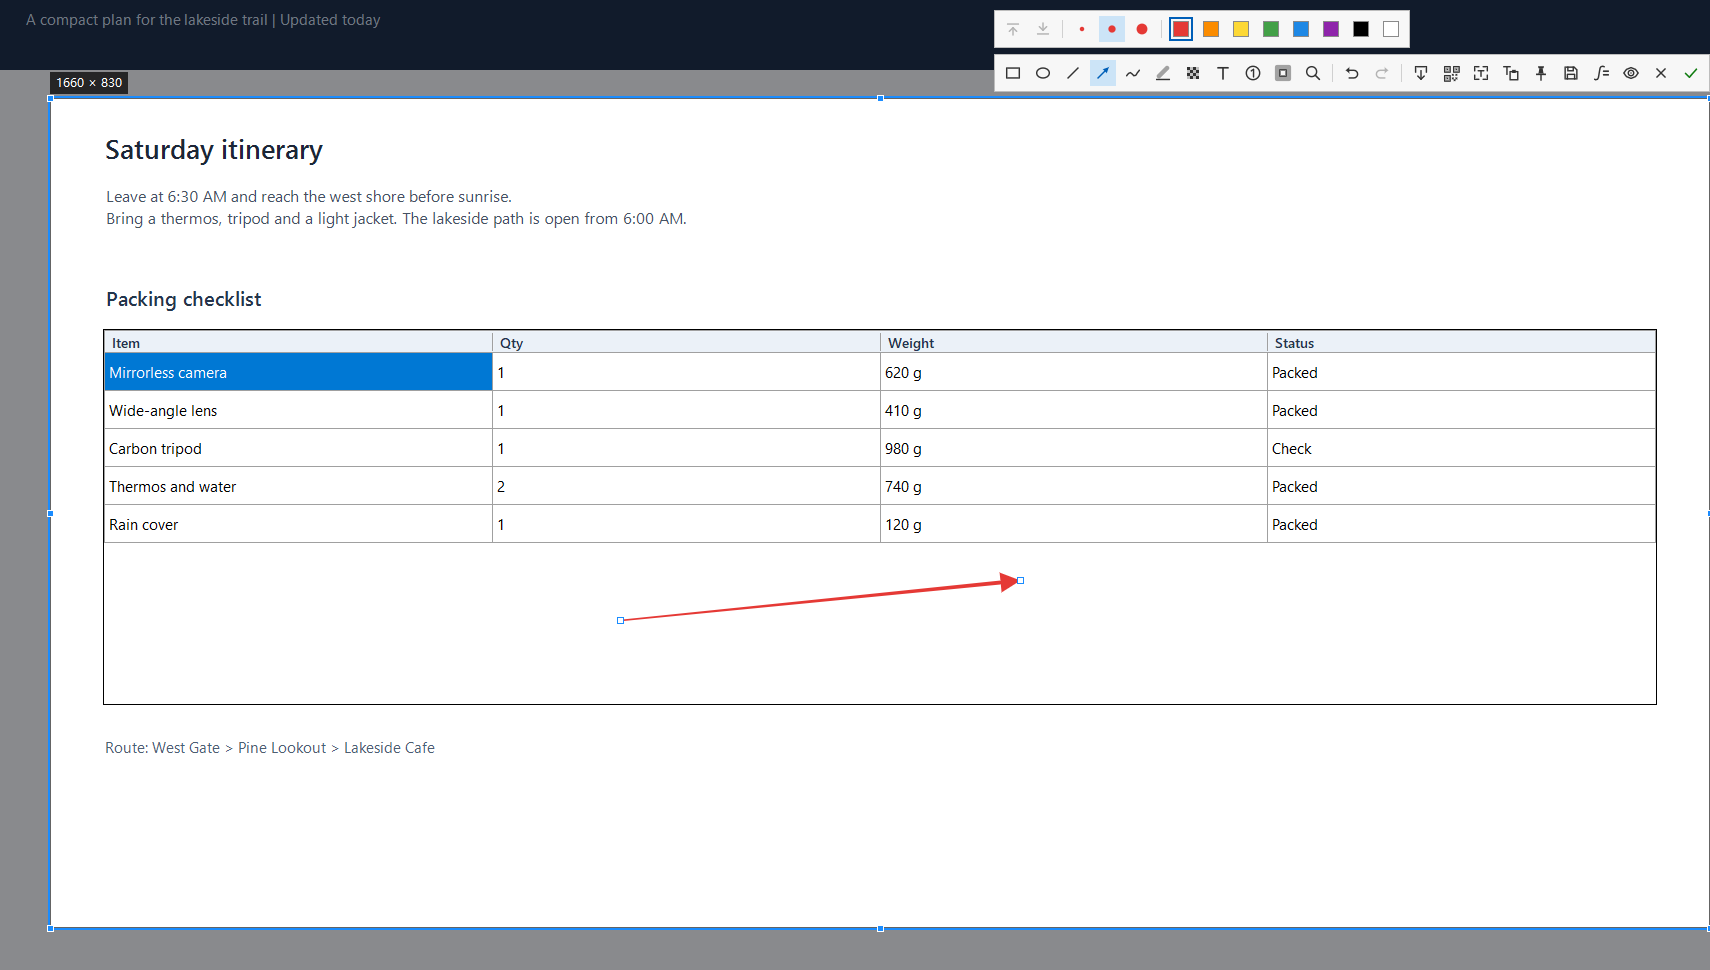 A compact plan for the lakeside trail | Updated today
1660 × 830
Saturday itinerary
Leave at 6:30 AM and reach the west shore before sunrise.
Bring a thermos, tripod and a light jacket. The lakeside path is open from 6:00 AM.
Packing checklist
Item Qty Weight Status
Mirrorless camera 1 620 g Packed
Wide-angle lens 1 410 g Packed
Carbon tripod 1 980 g Check
Thermos and water 2 740 g Packed
Rain cover 1 120 g Packed
Route: West Gate > Pine Lookout > Lakeside Cafe